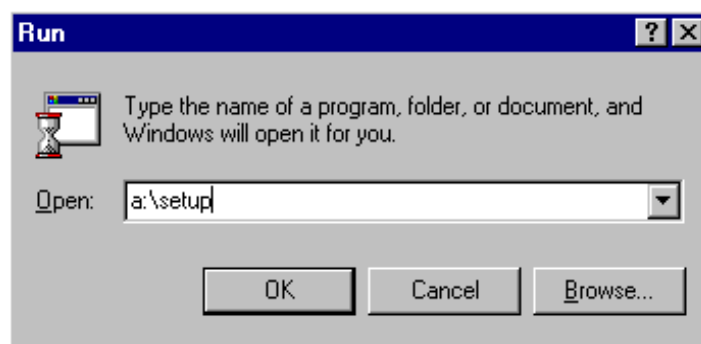 Run
Type the name of a program, folder, or document, and
Windows will open it for you.
Open: a:\setup
OK Cancel Browse...